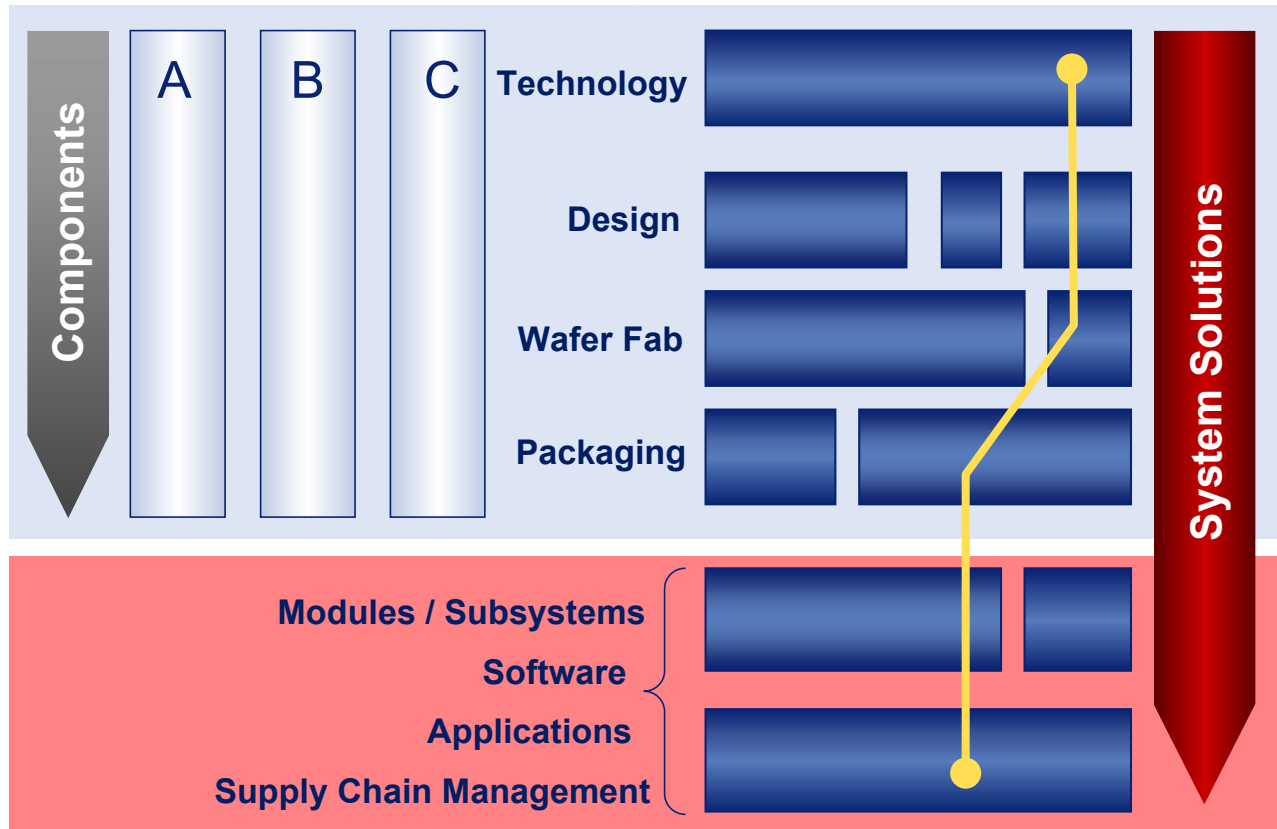 Components
A
B
C
Technology
Design
Wafer Fab
Packaging
System Solutions
Modules / Subsystems
Software
Applications
Supply Chain Management